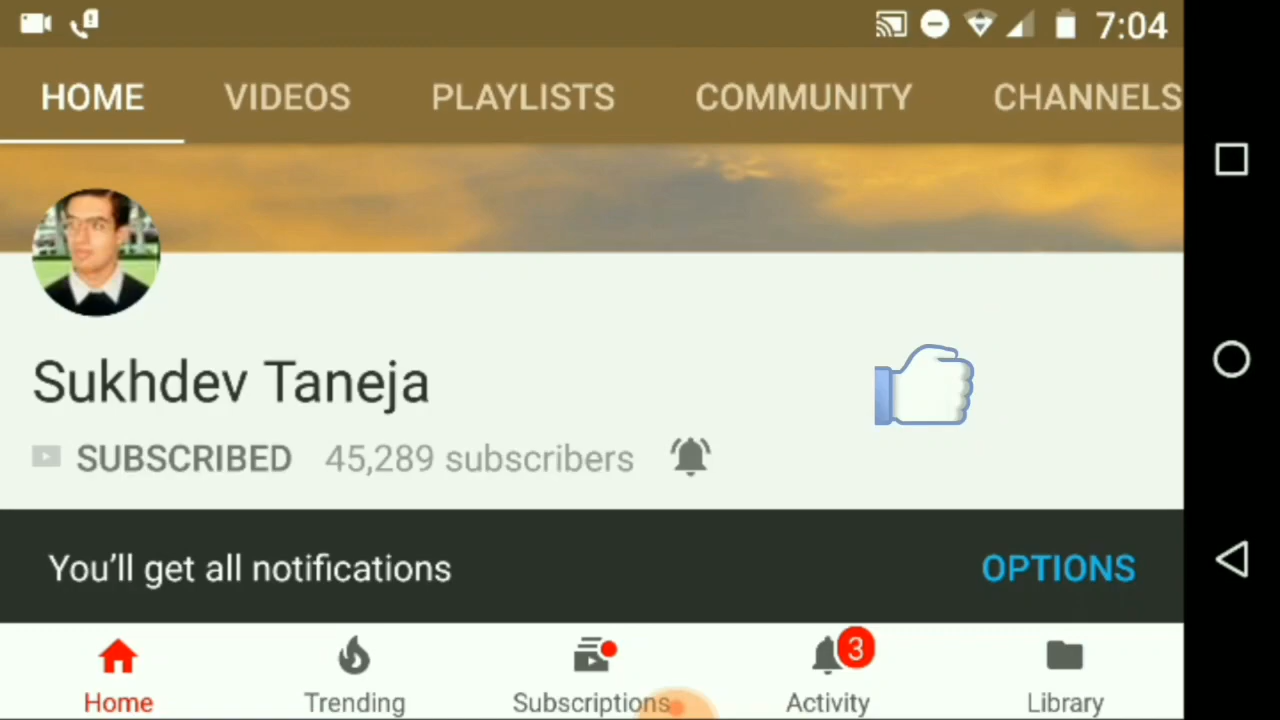 7:04
HOME VIDEOS PLAYLISTS COMMUNITY CHANNELS
Sukhdev Taneja
SUBSCRIBED 45,289 subscribers
You'll get all notifications OPTIONS
3
Home Trending Subscriptions Activity Library